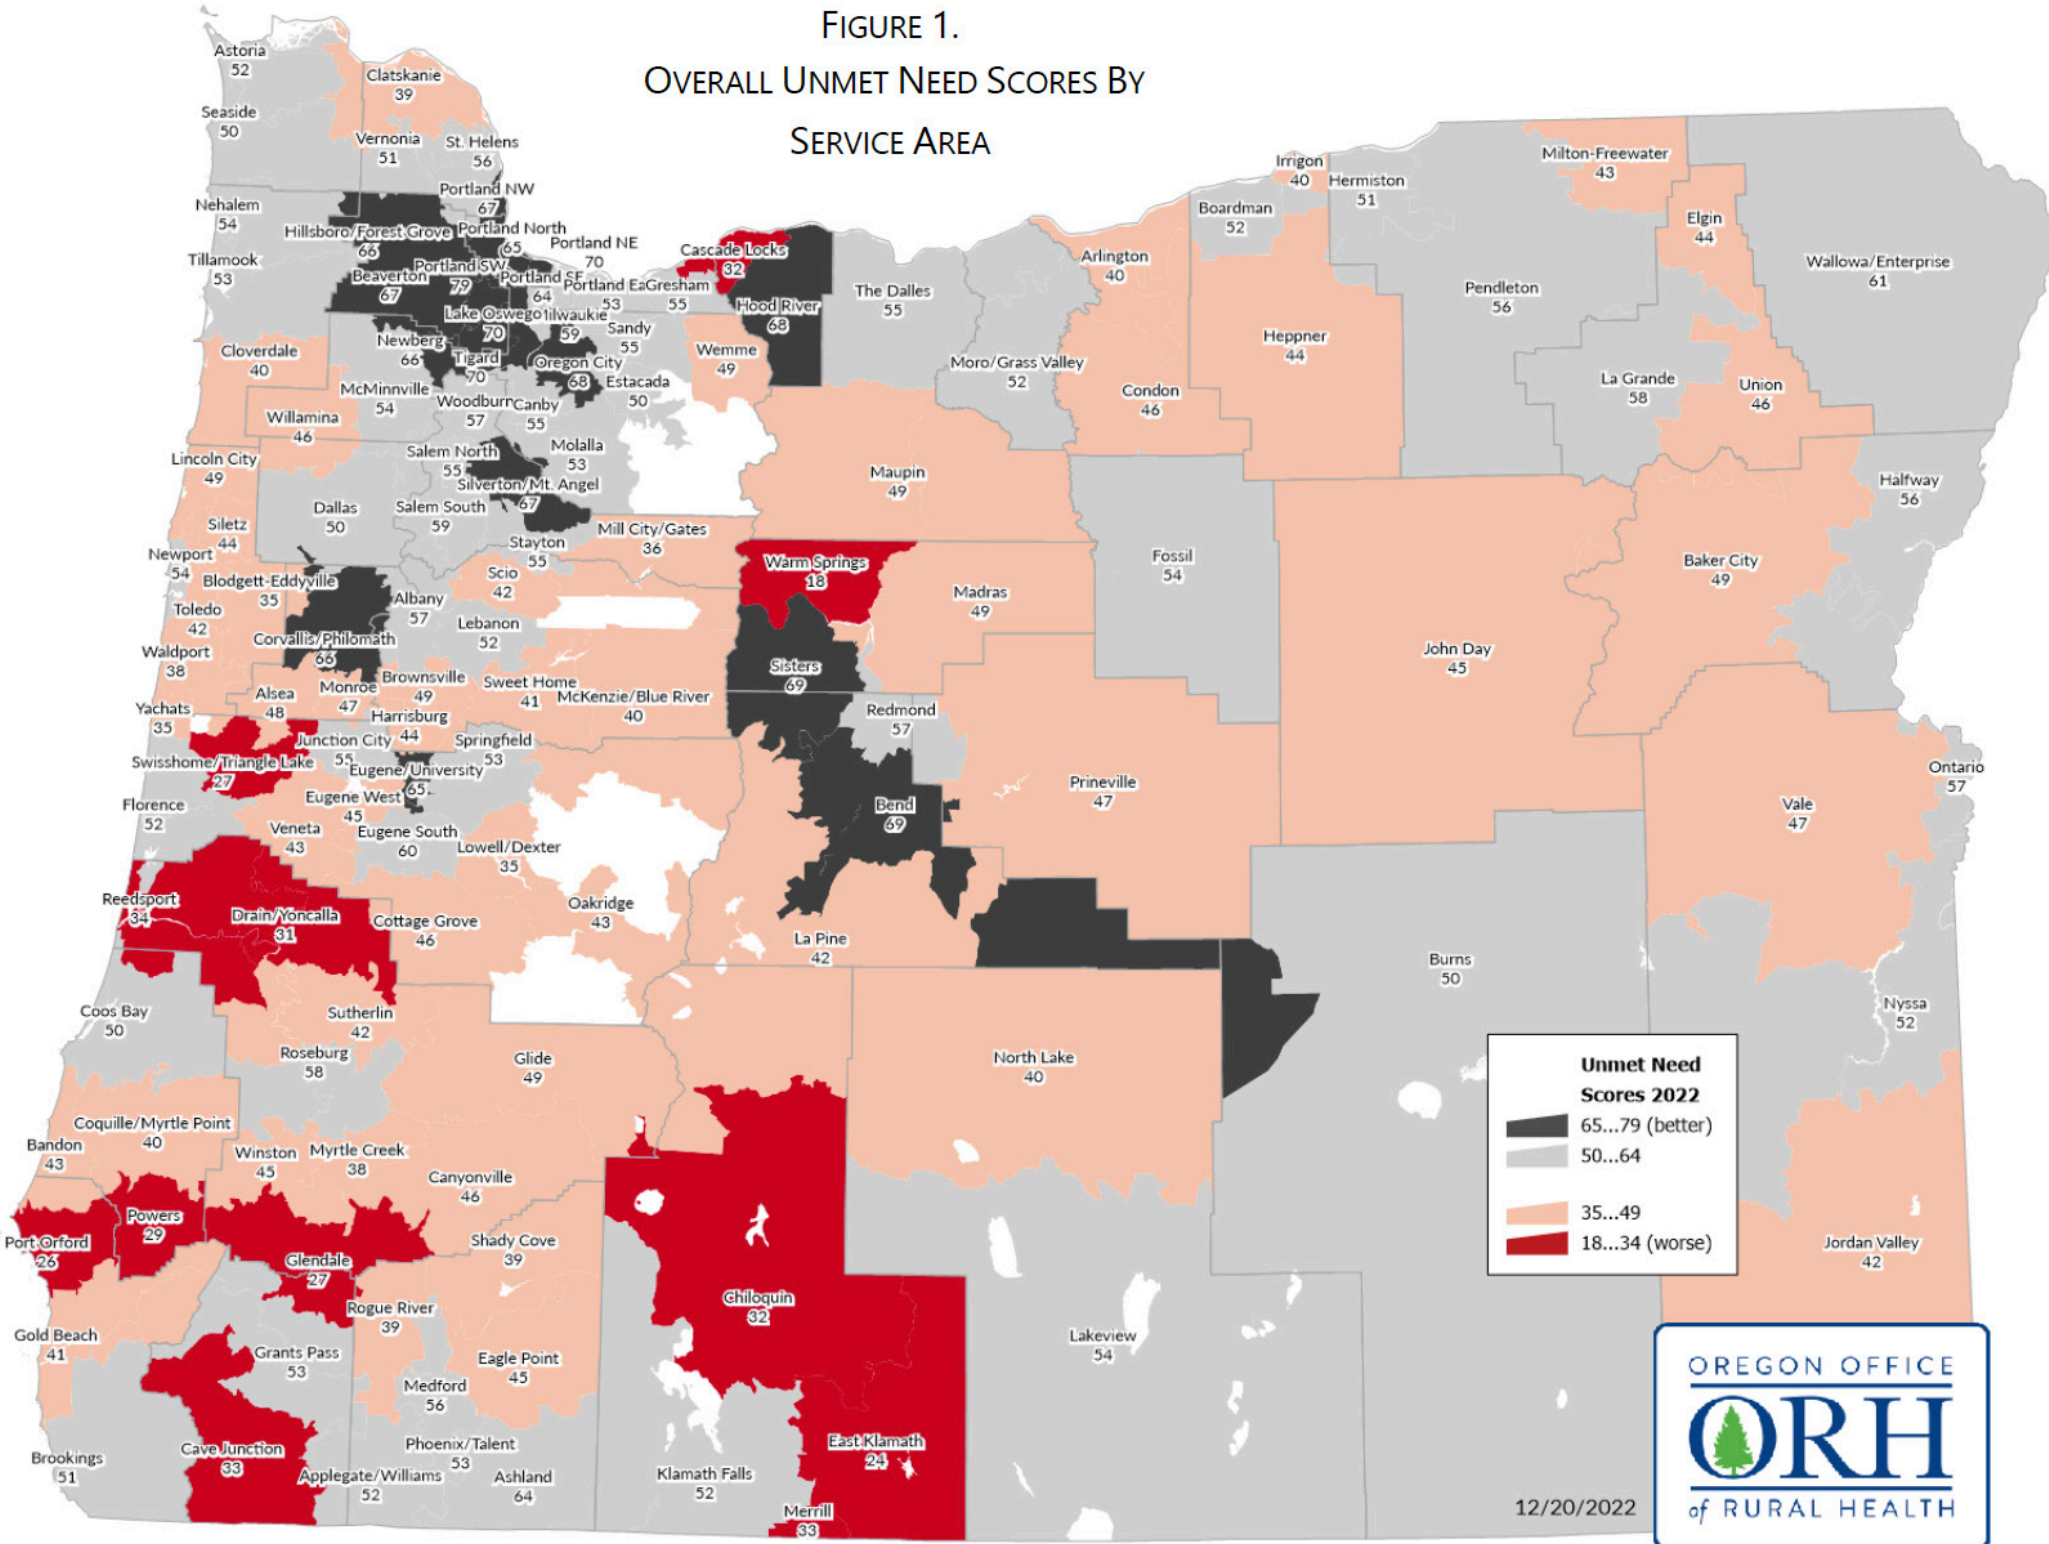 FIGURE 1.
OVERALL UNMET NEED SCORES BY
SERVICE AREA
Astoria
52
Clatskanie
39
Seaside
50
Vernonia
51
St. Helens
56
Portland NW
67
Nehalem
54
Hillsboro/Forest Grove
66
Portland North
65
Portland NE
70
Tillamook
53
Beaverton
67
Portland SW
79
Portland SE
64
Portland Ea
53
Gresham
55
Cascade Locks
32
Hood River
68
The Dalles
55
Lake Oswego
70
Milwaukie
59
Sandy
55
Newberg
66
Tigard
70
Oregon City
68
Estacada
50
Wemme
49
Cloverdale
40
McMinnville
54
Woodburn
57
Canby
55
Willamina
46
Salem North
55
Molalla
53
Silverton/Mt. Angel
67
Lincoln City
49
Dallas
50
Salem South
59
Siletz
44
Stayton
55
Mill City/Gates
36
Newport
54
Blodgett-Eddyville
35
Scio
42
Toledo
42
Albany
57
Lebanon
52
Corvallis/Philomath
66
Waldport
38
Alsea
48
Monroe
47
Brownsville
49
Sweet Home
41
McKenzie/Blue River
40
Yachats
35
Harrisburg
44
Junction City
55
Springfield
53
Swisshome/Triangle Lake
27
Eugene/University
65
Eugene West
45
Florence
52
Veneta
43
Eugene South
60
Lowell/Dexter
35
Reedsport
34
Drain/Yoncalla
31
Cottage Grove
46
Oakridge
43
Irrigon
40
Hermiston
51
Boardman
52
Milton-Freewater
43
Elgin
44
Arlington
40
Pendleton
56
Wallowa/Enterprise
61
Heppner
44
Moro/Grass Valley
52
Condon
46
La Grande
58
Union
46
Maupin
49
Halfway
56
Fossil
54
Warm Springs
18
Madras
49
Baker City
49
John Day
45
Sisters
69
Redmond
57
Prineville
47
Bend
69
Ontario
57
Vale
47
La Pine
42
Burns
50
Nyssa
52
Coos Bay
50
Sutherlin
42
Roseburg
58
Glide
49
North Lake
40
Coquille/Myrtle Point
40
Bandon
43
Winston
45
Myrtle Creek
38
Canyonville
46
Powers
29
Port Orford
26
Glendale
27
Shady Cove
39
Jordan Valley
42
Chiloquin
32
Rogue River
39
Gold Beach
41
Grants Pass
53
Eagle Point
45
Lakeview
54
Medford
56
Brookings
51
Cave Junction
33
Phoenix/Talent
53
Applegate/Williams
52
Ashland
64
Klamath Falls
52
East Klamath
24
Merrill
33
Unmet Need
Scores 2022
65...79 (better)
50...64
35...49
18...34 (worse)
12/20/2022
OREGON OFFICE
ORH
of RURAL HEALTH